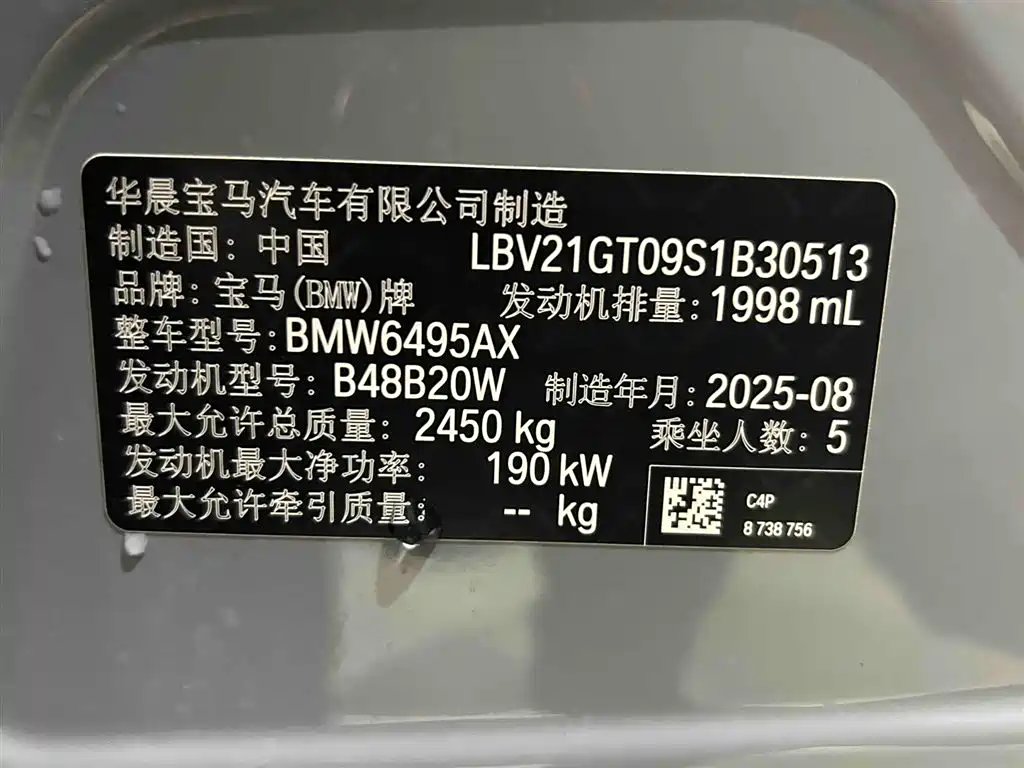 华晨宝马汽车有限公司制造
制造国：中国 LBV21GT09S1B30513
品牌：宝马(BMW)牌 发动机排量：1998 mL
整车型号：BMW6495AX
发动机型号：B48B20W 制造年月：2025-08
最大允许总质量：2450 kg 乘坐人数：5
发动机最大净功率：190 kW
最大允许牵引质量：-- kg
C4P
8 738 756